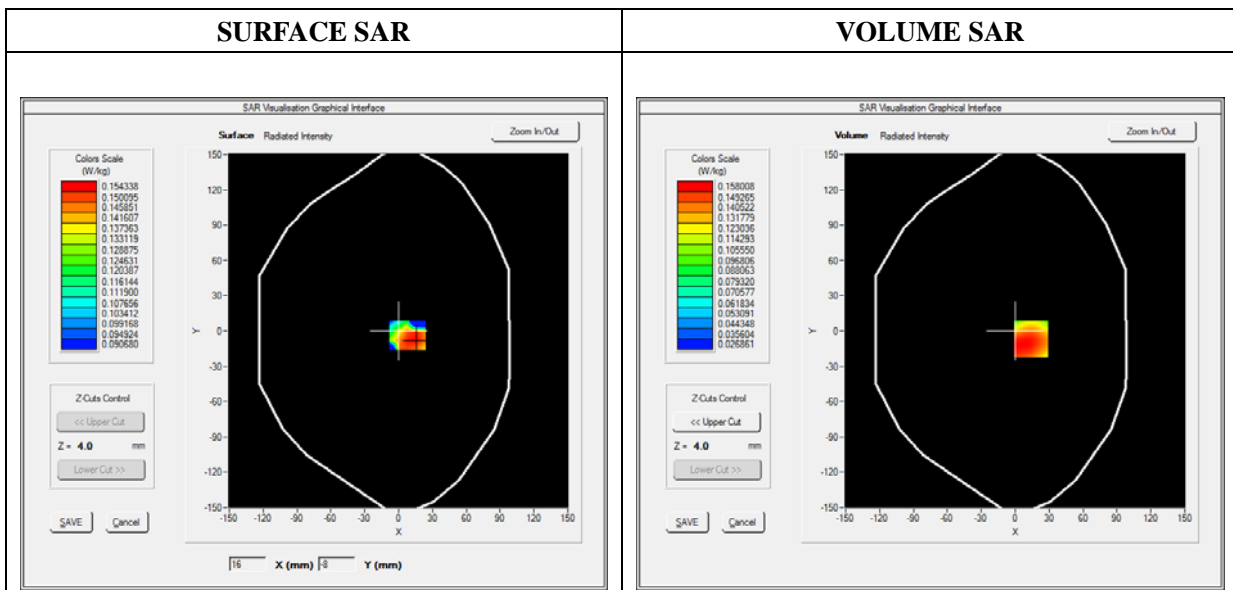 SURFACE SAR
VOLUME SAR
SAR Visualisation Graphical Interface
Surface Radiated Intensity
Zoom In/Out
Colors Scale
(W/kg)
0.154338
0.150095
0.145851
0.141607
0.137363
0.133119
0.128875
0.124631
0.120387
0.116144
0.111900
0.107656
0.103412
0.099168
0.094924
0.090680
150
120
90
60
30
0
-30
-60
-90
-120
-150
Y
-150 -120 -90 -60 -30 0 30 60 90 120 150
X
Z-Cuts Control
<< Upper Cut
Z = 4.0 mm
Lower Cut >>
SAVE Cancel
16 X (mm) -8 Y (mm)
SAR Visualisation Graphical Interface
Volume Radiated Intensity
Zoom In/Out
Colors Scale
(W/kg)
0.158008
0.149265
0.140522
0.131779
0.123036
0.114293
0.105550
0.096806
0.088063
0.079320
0.070577
0.061834
0.053091
0.044348
0.035604
0.026861
150
120
90
60
30
0
-30
-60
-90
-120
-150
Y
-150 -120 -90 -60 -30 0 30 60 90 120 150
X
Z-Cuts Control
<< Upper Cut
Z = 4.0 mm
Lower Cut >>
SAVE Cancel